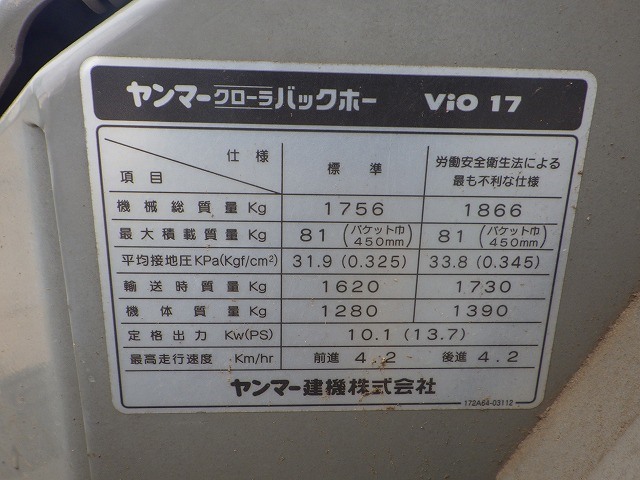 ヤンマークローラバックホー ViO 17
仕様
項目
標準
労働安全衛生法による
最も不利な仕様
機械総質量 Kg 1756 1866
最大積載質量 Kg 81 (バケット巾 450mm) 81 (バケット巾 450mm)
平均接地圧 KPa(Kgf/cm²) 31.9 (0.325) 33.8 (0.345)
輸送時質量 Kg 1620 1730
機体質量 Kg 1280 1390
定格出力 Kw(PS) 10.1 (13.7)
最高走行速度 Km/hr 前進 4.2 後進 4.2
ヤンマー建機株式会社
172A64-03112